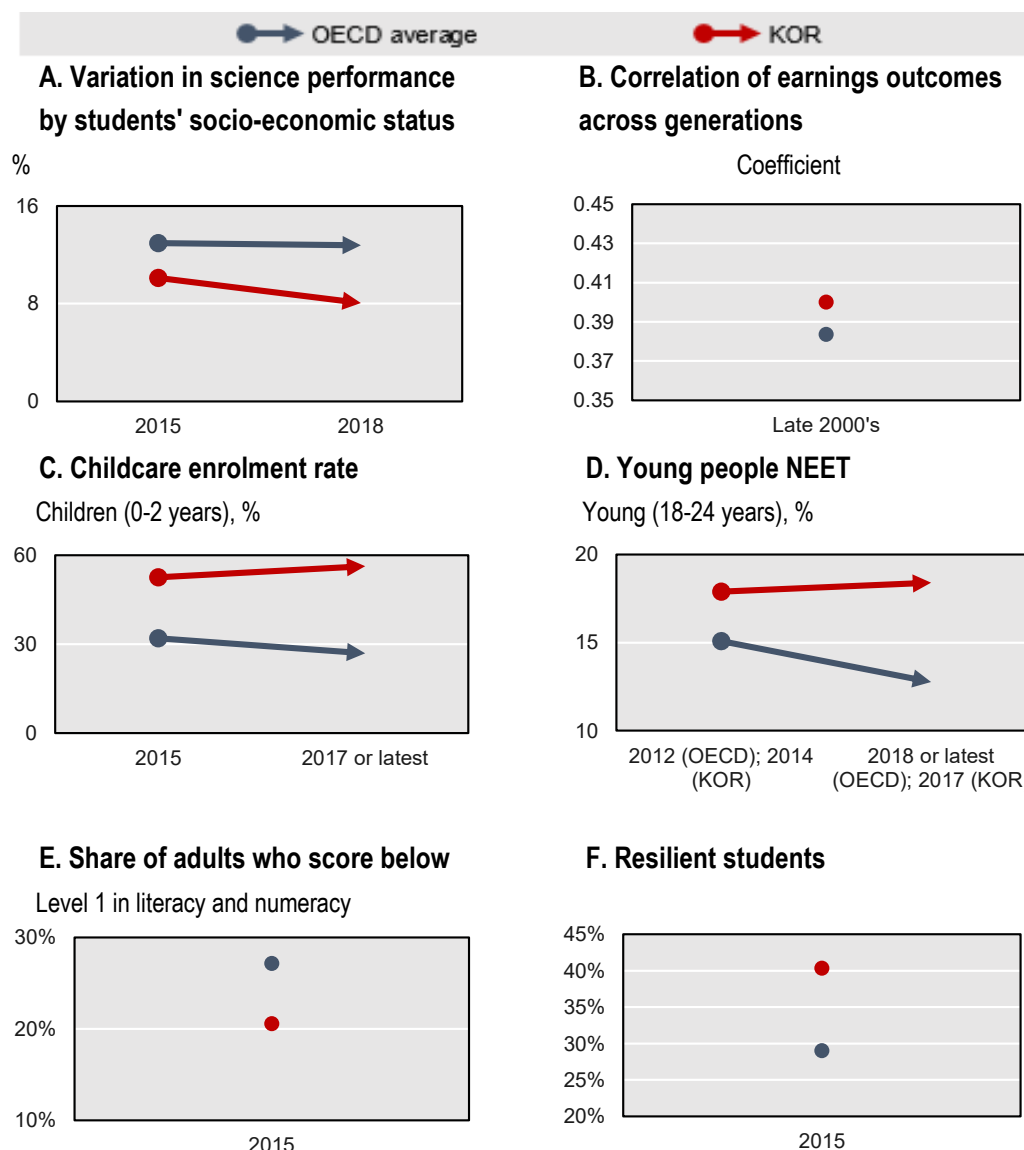 OECD average
KOR
A. Variation in science performance
by students' socio-economic status
%
16
8
0
2015
2018
B. Correlation of earnings outcomes
across generations
Coefficient
0.45
0.43
0.41
0.39
0.37
0.35
Late 2000's
C. Childcare enrolment rate
Children (0-2 years), %
60
30
0
2015
2017 or latest
D. Young people NEET
Young (18-24 years), %
20
15
10
2012 (OECD); 2014
(KOR)
2018 or latest
(OECD); 2017 (KOR
E. Share of adults who score below
Level 1 in literacy and numeracy
30%
20%
10%
2015
F. Resilient students
45%
40%
35%
30%
25%
20%
2015